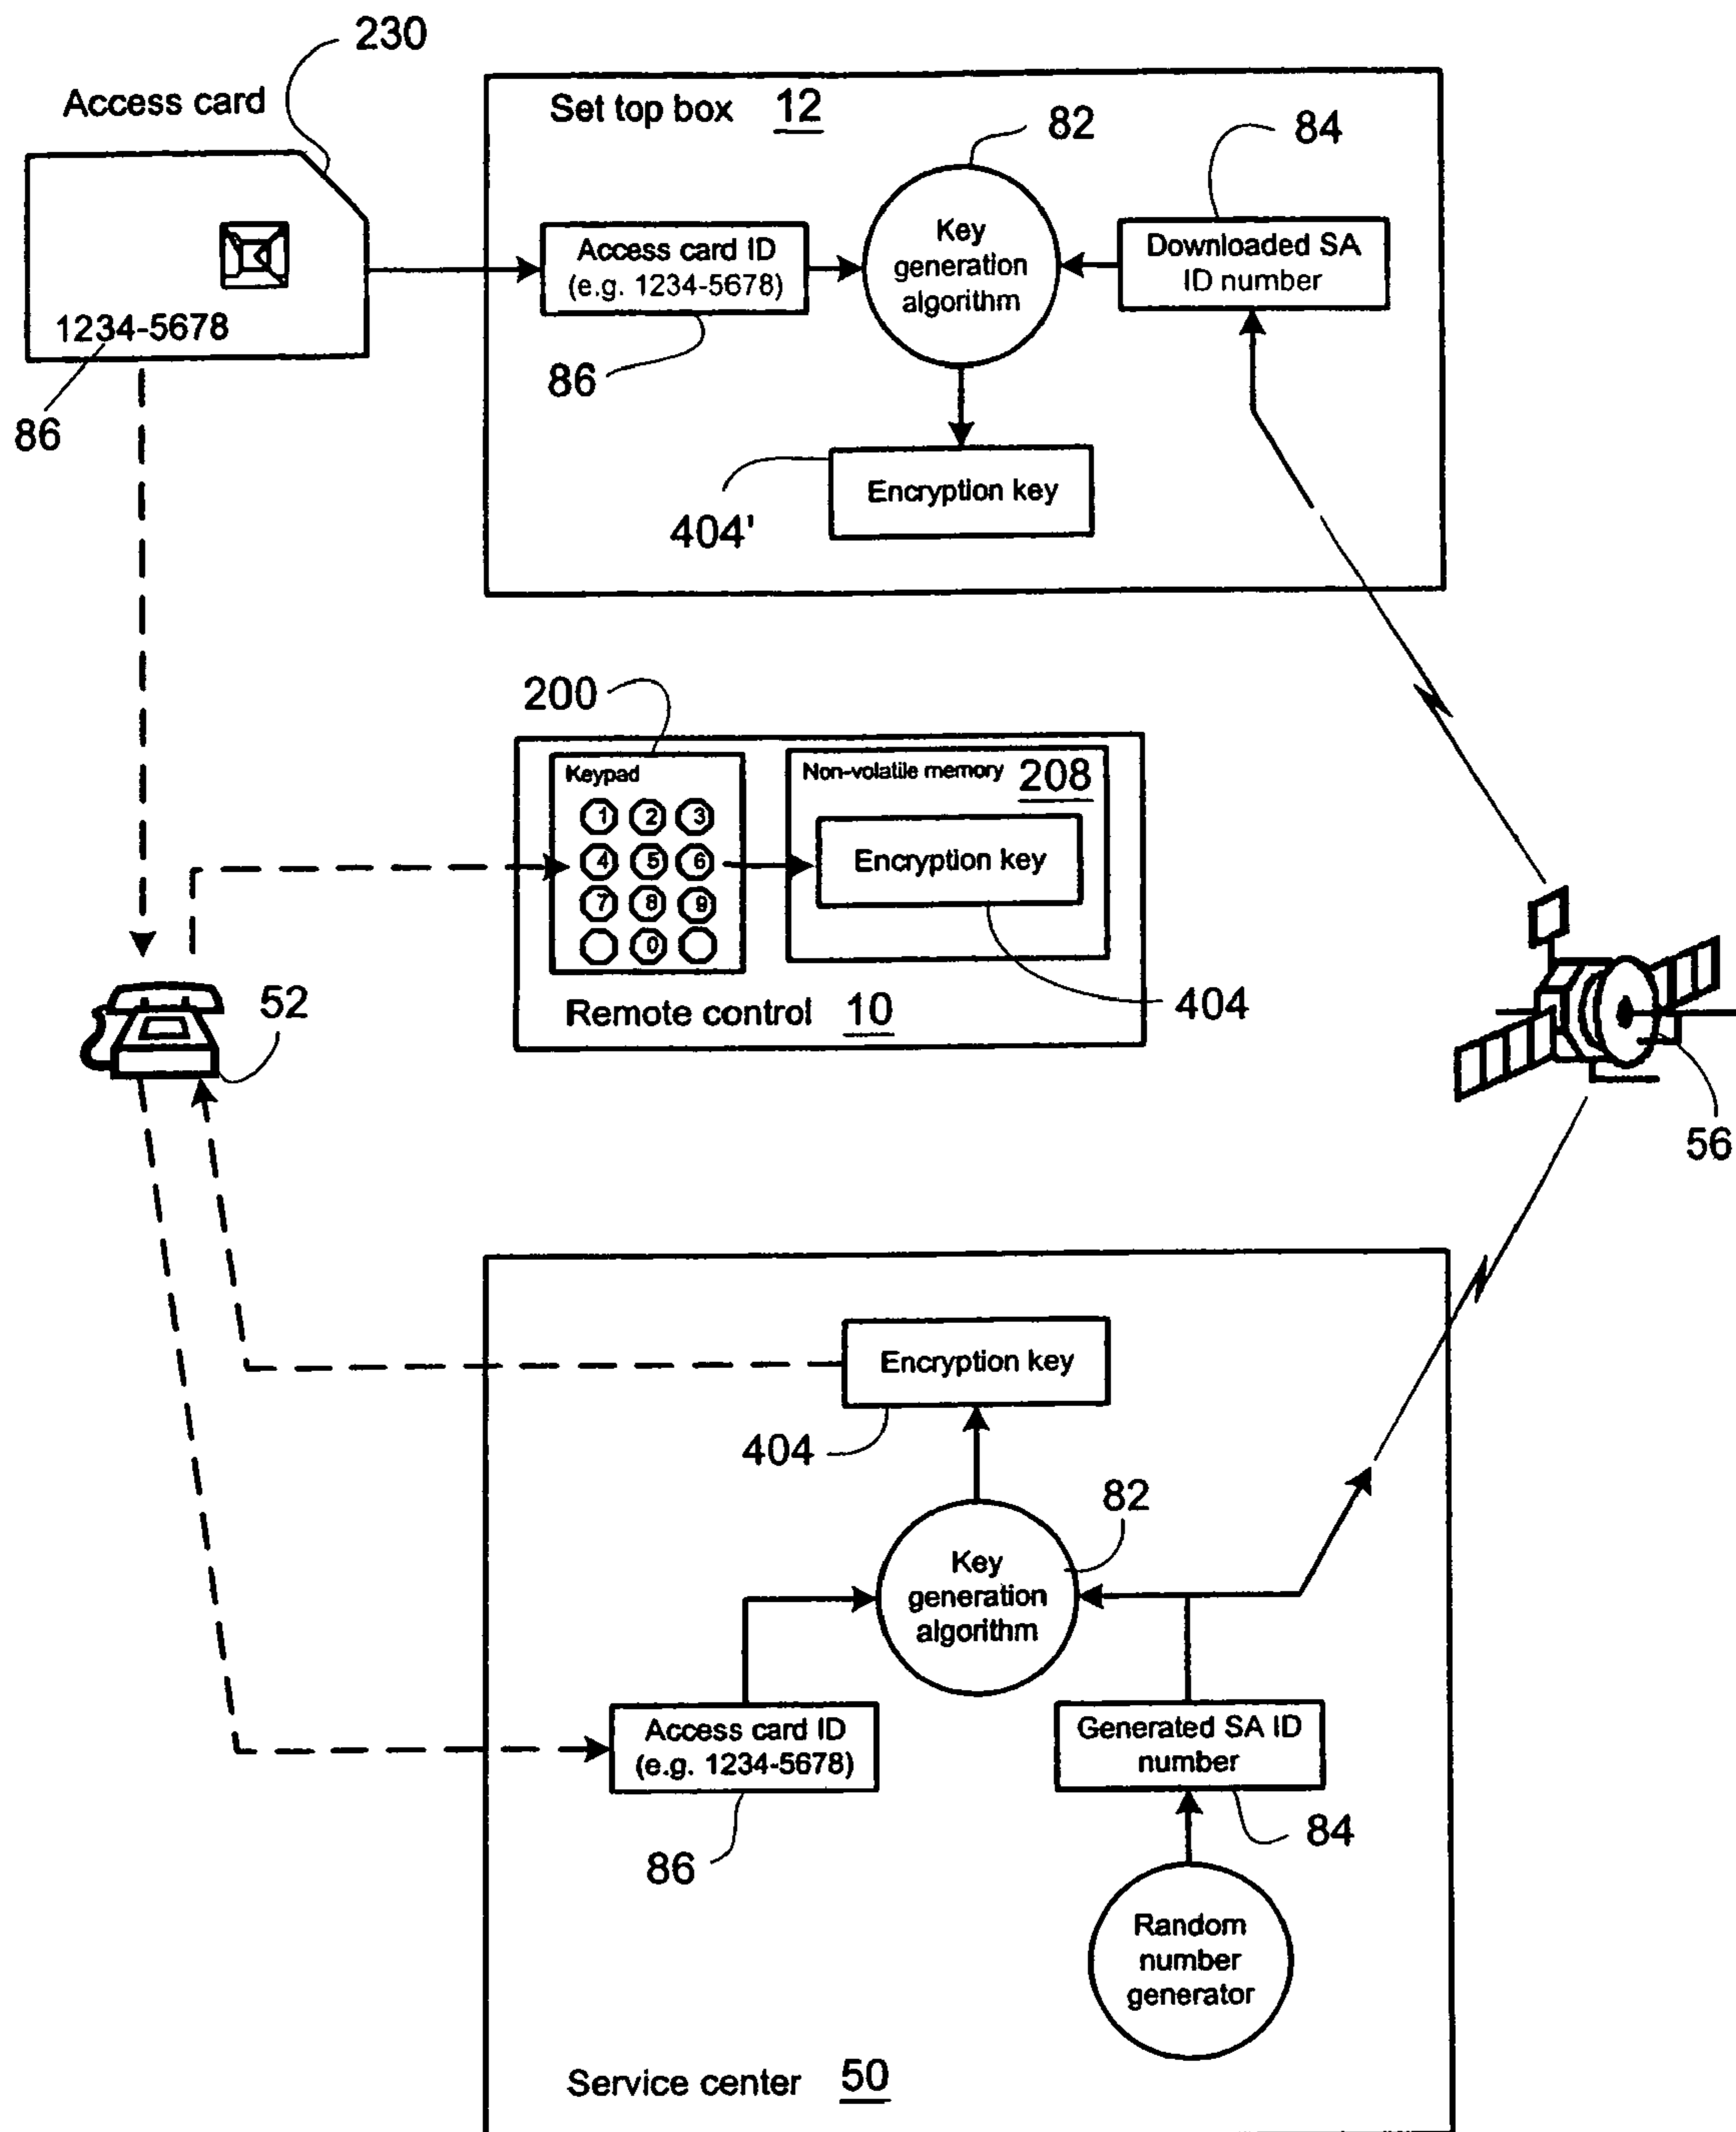 230
Access card
1234-5678
86
Set top box 12
82
84
Access card ID
(e.g. 1234-5678)
86
Key
generation
algorithm
Downloaded SA
ID number
Encryption key
404'
200
Keypad
1 2 3
4 5 6
7 8 9
0
Non-volatile memory 208
Encryption key
404
Remote control 10
52
56
Encryption key
404
82
Key
generation
algorithm
Access card ID
(e.g. 1234-5678)
86
Generated SA ID
number
84
Random
number
generator
Service center 50